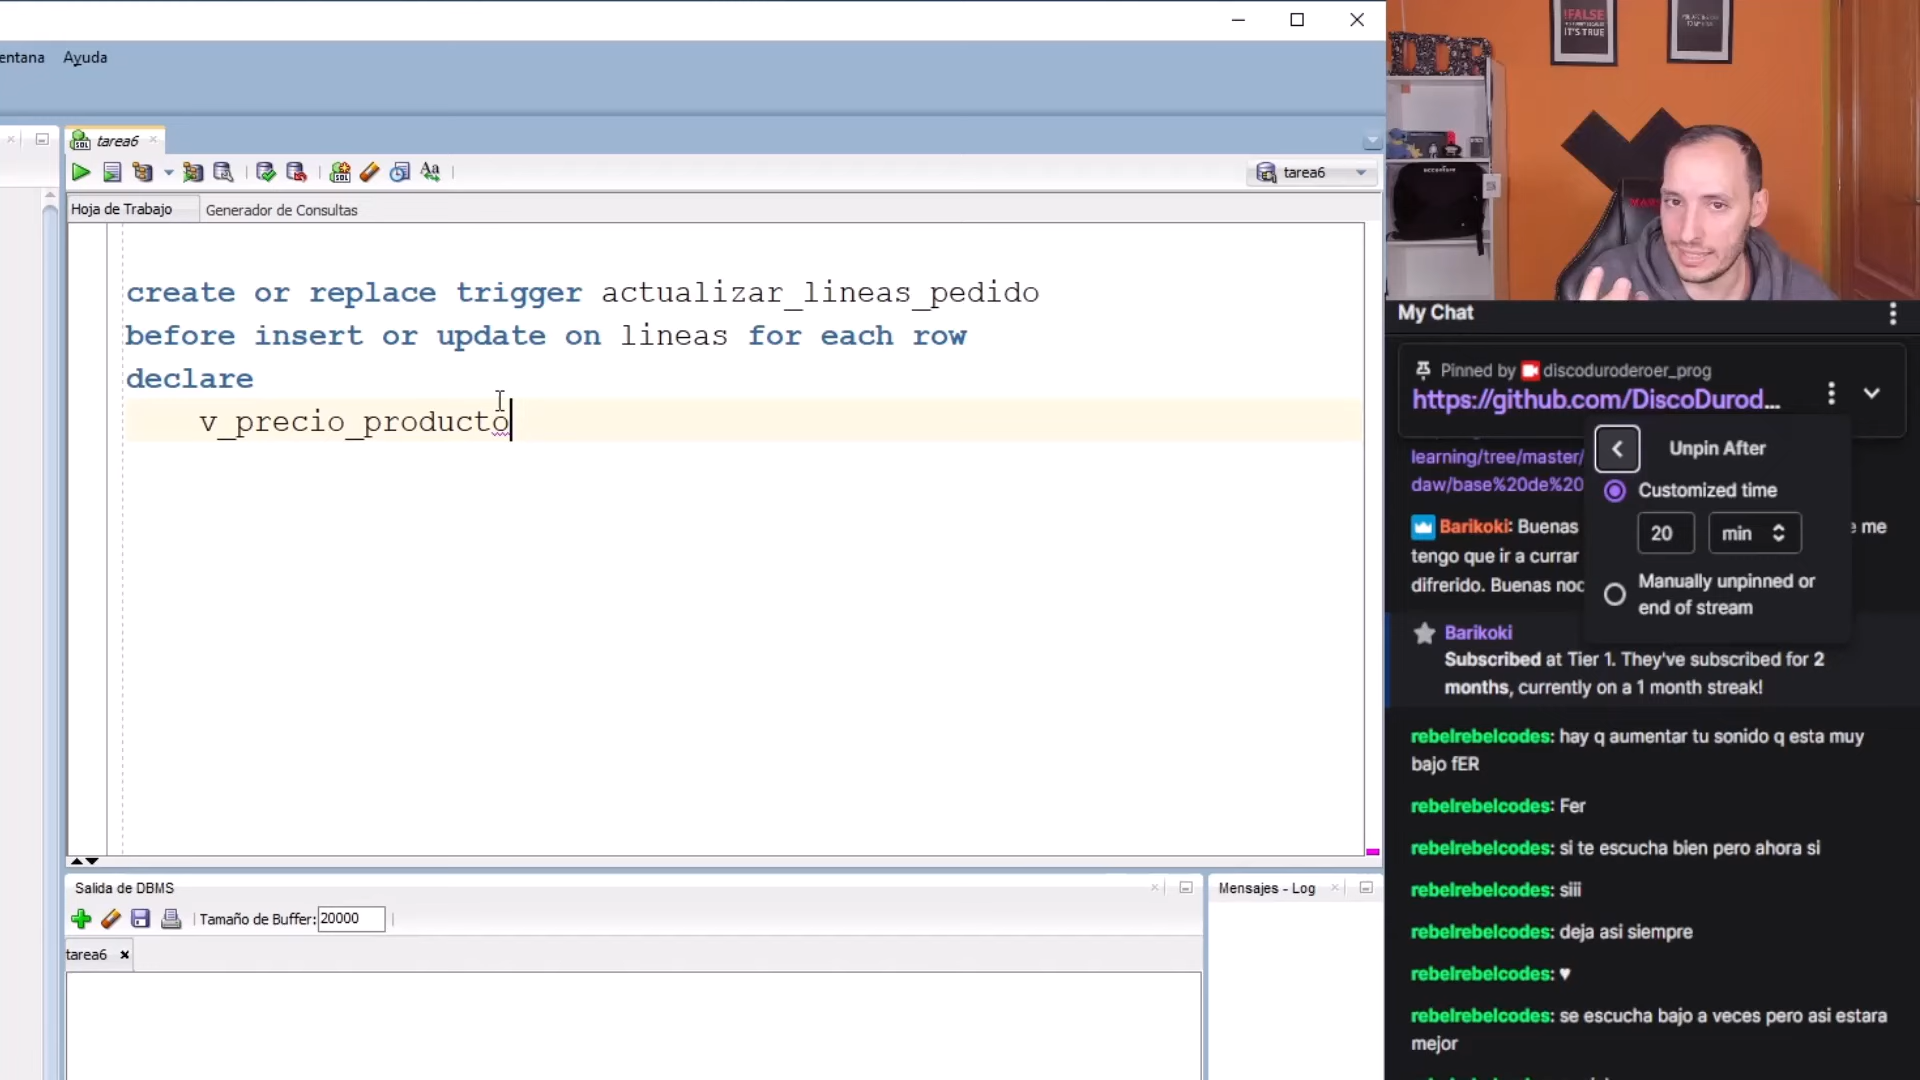 entana Ayuda
tarea6
tarea6
Hoja de Trabajo Generador de Consultas
create or replace trigger actualizar_lineas_pedido
before insert or update on lineas for each row
declare
v_precio_producto
Salida de DBMS
Tamaño de Buffer: 20000
tarea6
Mensajes - Log
!FALSE
IT'S TRUE
My Chat
Pinned by discoduroderoer_prog
https://github.com/DiscoDurod...
learning/tree/master/
daw/base%20de%20
Unpin After
Customized time
20 min
Manually unpinned or
end of stream
Barikoki: Buenas e me
tengo que ir a currar
difrerido. Buenas noc
Barikoki
Subscribed at Tier 1. They've subscribed for 2
months, currently on a 1 month streak!
rebelrebelcodes: hay q aumentar tu sonido q esta muy
bajo fER
rebelrebelcodes: Fer
rebelrebelcodes: si te escucha bien pero ahora si
rebelrebelcodes: siii
rebelrebelcodes: deja asi siempre
rebelrebelcodes: ♥
rebelrebelcodes: se escucha bajo a veces pero asi estara
mejor